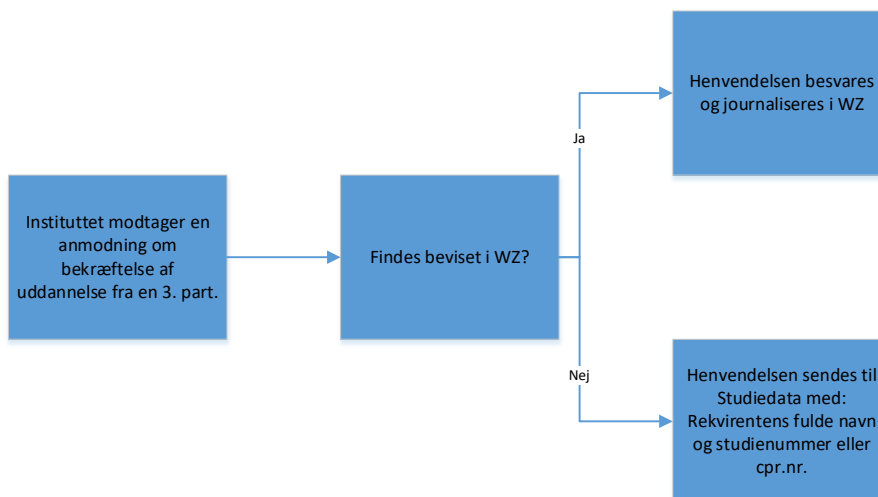 Instituttet modtager en
anmodning om
bekræftelse af
uddannelse fra en 3. part.
Findes beviset i WZ?
Ja
Henvendelsen besvares
og journaliseres i WZ
Nej
Henvendelsen sendes til
Studiedata med:
Rekvirentens fulde navn
og studienummer eller
cpr.nr.